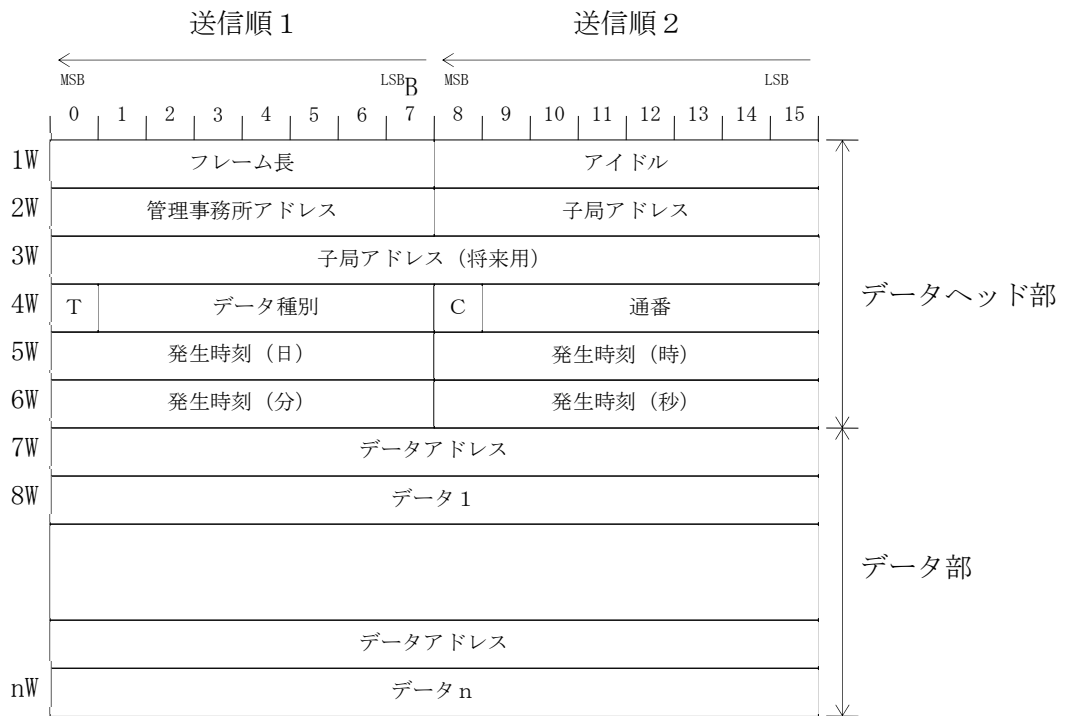 送信順１ 送信順２
MSB LSBB MSB LSB
0 1 2 3 4 5 6 7 8 9 10 11 12 13 14 15
1W フレーム長 アイドル
2W 管理事務所アドレス 子局アドレス
3W 子局アドレス（将来用）
4W T データ種別 C 通番
データヘッド部
5W 発生時刻（日） 発生時刻（時）
6W 発生時刻（分） 発生時刻（秒）
7W データアドレス
8W データ１
データ部
データアドレス
nW データｎ